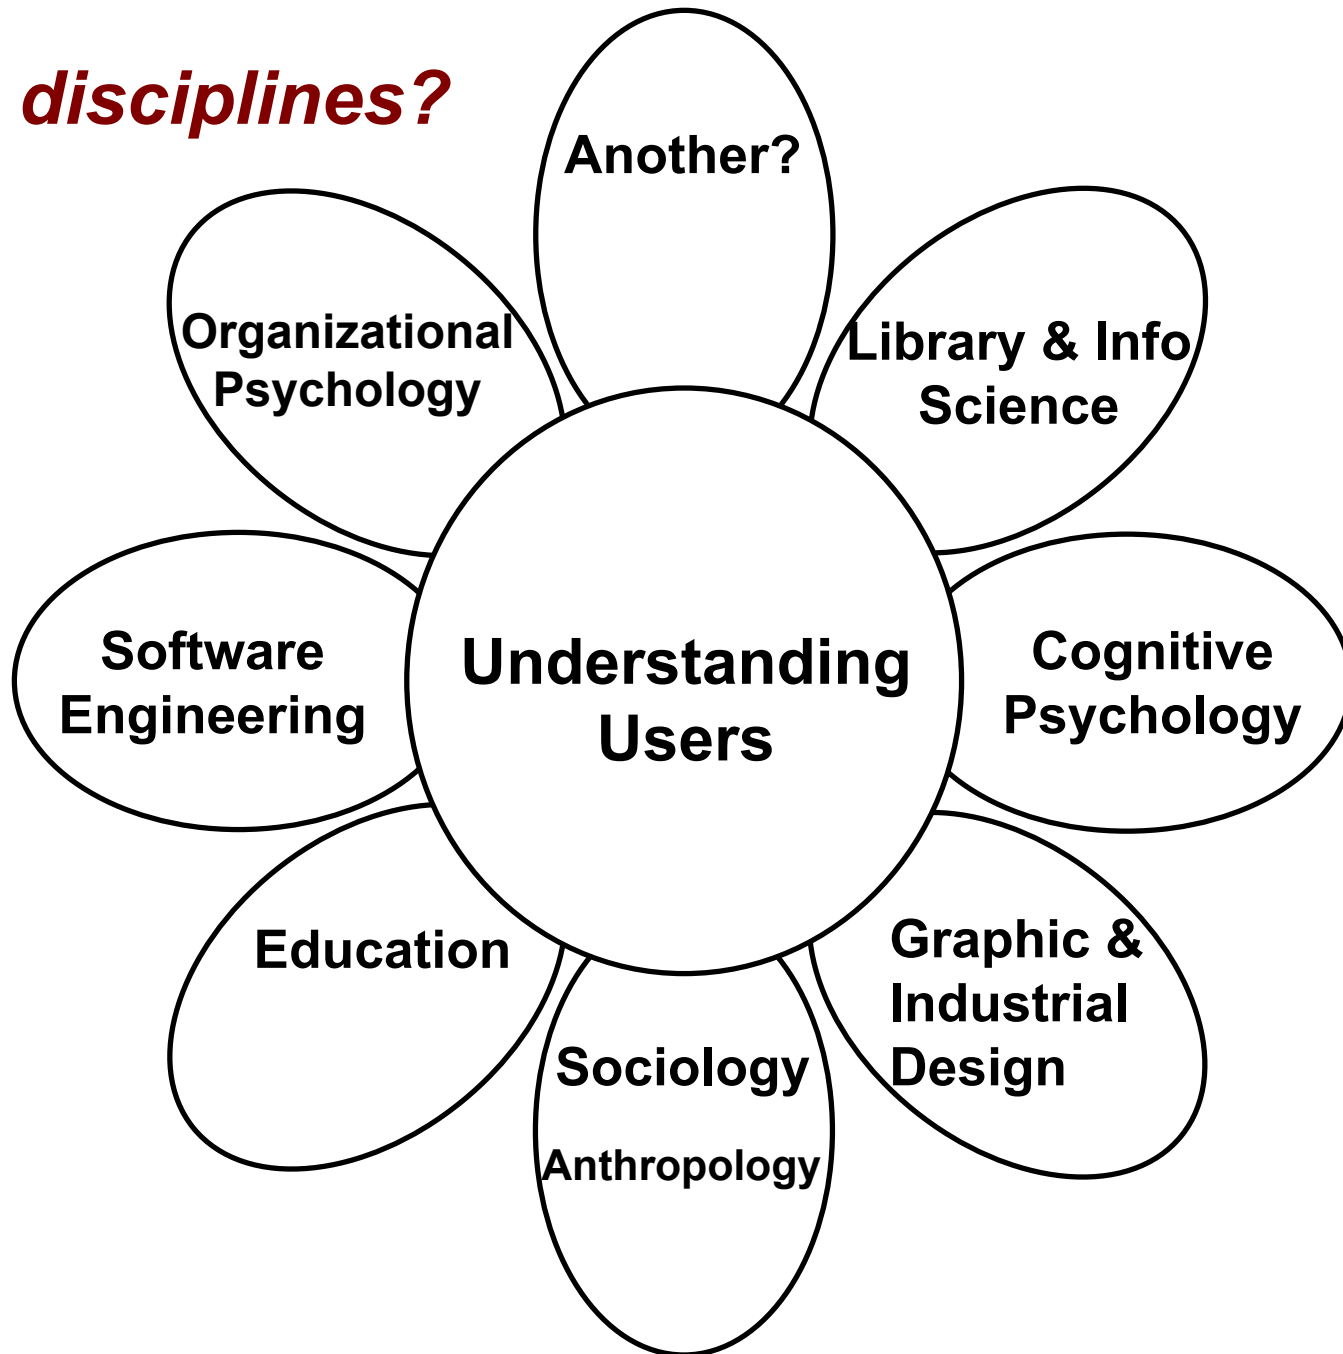 disciplines?
Another?
Organizational
Psychology
Library & Info
Science
Software
Engineering
Understanding
Users
Cognitive
Psychology
Education
Graphic &
Industrial
Design
Sociology
Anthropology